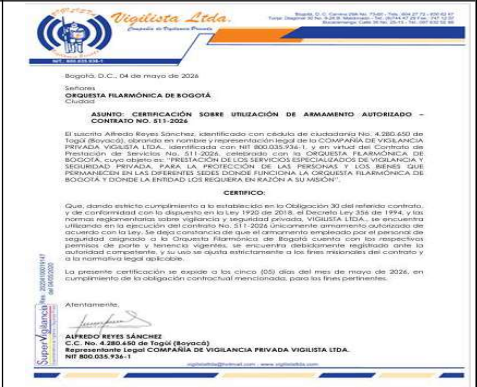 Vigilista Ltda.
Compañía de Vigilancia Privada
NIT. 800.035.936-1
Bogotá, D.C., 04 de mayo de 2026
Señores
ORQUESTA FILARMÓNICA DE BOGOTÁ
Ciudad
ASUNTO: CERTIFICACIÓN SOBRE UTILIZACIÓN DE ARMAMENTO AUTORIZADO –
CONTRATO NO. 511-2026
El suscrito Alfredo Reyes Sánchez, identificado con cédula de ciudadanía No. 4.280.650 de
Togüí (Boyacá), obrando en nombre y representación legal de la COMPAÑÍA DE VIGILANCIA
PRIVADA VIGILISTA LTDA., identificada con NIT 800.035.936-1, y en virtud del Contrato de
Prestación de Servicios No. 511-2026, celebrado con la ORQUESTA FILARMÓNICA DE
BOGOTÁ, cuyo objeto es: "PRESTACIÓN DE LOS SERVICIOS ESPECIALIZADOS DE VIGILANCIA Y
SEGURIDAD PRIVADA, PARA LA PROTECCIÓN DE LAS PERSONAS Y LOS BIENES QUE
PERMANECEN EN LAS DIFERENTES SEDES DONDE FUNCIONA LA ORQUESTA FILARMÓNICA DE
BOGOTÁ Y DONDE LA ENTIDAD LOS REQUIERA EN RAZÓN A SU MISIÓN".
CERTIFICO:
Que, dando estricto cumplimiento a lo establecido en la Obligación 30 del referido contrato,
y de conformidad con lo dispuesto en la Ley 1920 de 2018, el Decreto Ley 356 de 1994, y las
normas reglamentarias sobre vigilancia y seguridad privada, VIGILISTA LTDA., se encuentra
utilizando en la ejecución del contrato No. 511-2026 únicamente armamento autorizado de
acuerdo con la Ley. Se deja constancia de que el armamento empleado por el personal de
seguridad asignado a la Orquesta Filarmónica de Bogotá cuenta con los respectivos
permisos de porte y tenencia vigentes, se encuentra debidamente registrado ante la
autoridad competente, y su uso se ajusta estrictamente a los fines misionales del contrato y
a la normativa legal aplicable.
La presente certificación se expide a los cinco (05) días del mes de mayo de 2026, en
cumplimiento de la obligación contractual mencionada, para los fines pertinentes.
Atentamente,
ALFREDO REYES SÁNCHEZ
C.C. No. 4.280.650 de Togüí (Boyacá)
Representante Legal COMPAÑÍA DE VIGILANCIA PRIVADA VIGILISTA LTDA.
NIT 800.035.936-1
SuperVigilancia